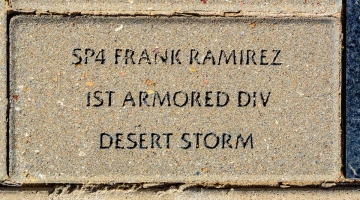 SP4 FRANK RAMIREZ
1ST ARMORED DIV
DESERT STORM